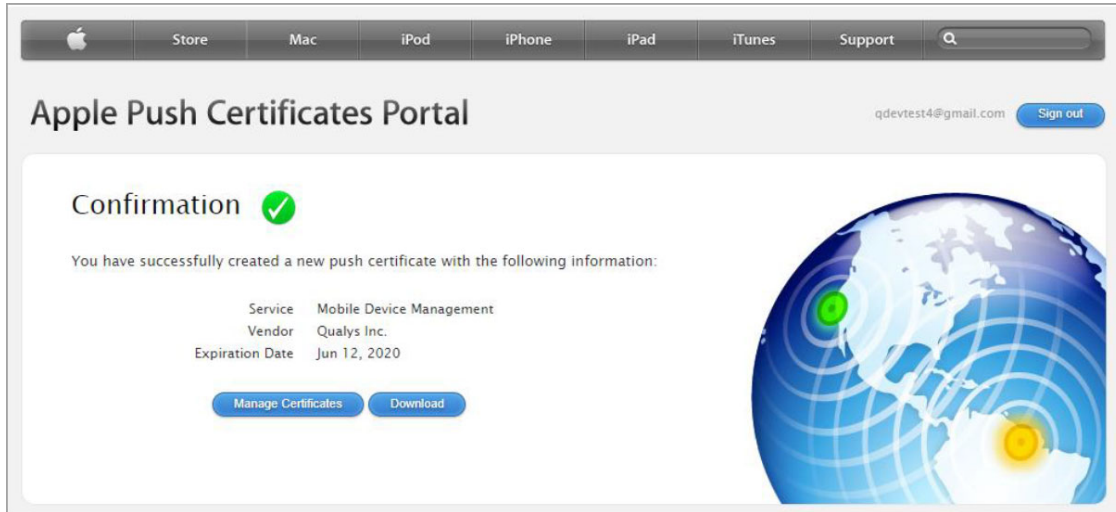 Store Mac iPod iPhone iPad iTunes Support
Apple Push Certificates Portal
qdevtest4@gmail.com Sign out
Confirmation
You have successfully created a new push certificate with the following information:
Service Mobile Device Management
Vendor Qualys Inc.
Expiration Date Jun 12, 2020
Manage Certificates Download